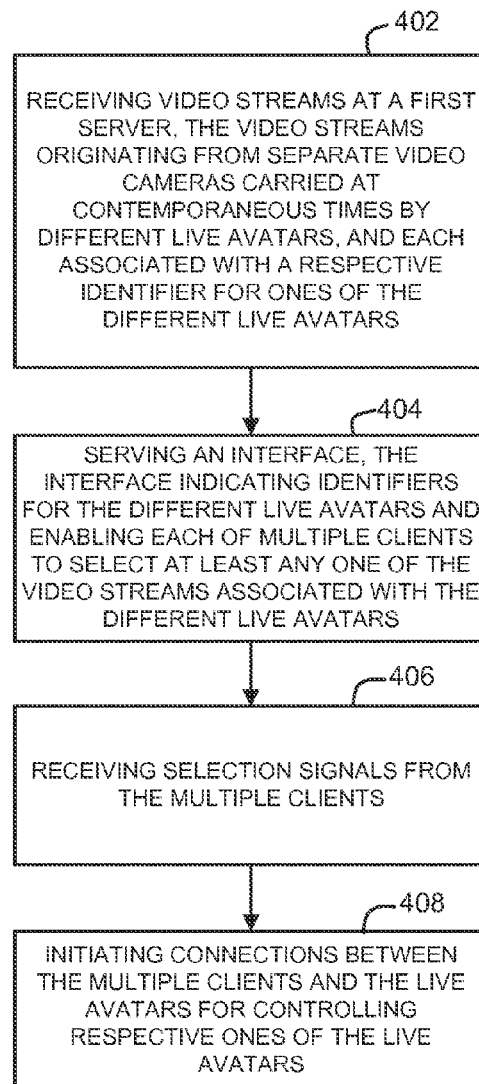 402
RECEIVING VIDEO STREAMS AT A FIRST
SERVER, THE VIDEO STREAMS
ORIGINATING FROM SEPARATE VIDEO
CAMERAS CARRIED AT
CONTEMPORANEOUS TIMES BY
DIFFERENT LIVE AVATARS, AND EACH
ASSOCIATED WITH A RESPECTIVE
IDENTIFIER FOR ONES OF THE
DIFFERENT LIVE AVATARS
404
SERVING AN INTERFACE, THE
INTERFACE INDICATING IDENTIFIERS
FOR THE DIFFERENT LIVE AVATARS AND
ENABLING EACH OF MULTIPLE CLIENTS
TO SELECT AT LEAST ANY ONE OF THE
VIDEO STREAMS ASSOCIATED WITH THE
DIFFERENT LIVE AVATARS
406
RECEIVING SELECTION SIGNALS FROM
THE MULTIPLE CLIENTS
408
INITIATING CONNECTIONS BETWEEN
THE MULTIPLE CLIENTS AND THE LIVE
AVATARS FOR CONTROLLING
RESPECTIVE ONES OF THE LIVE
AVATARS